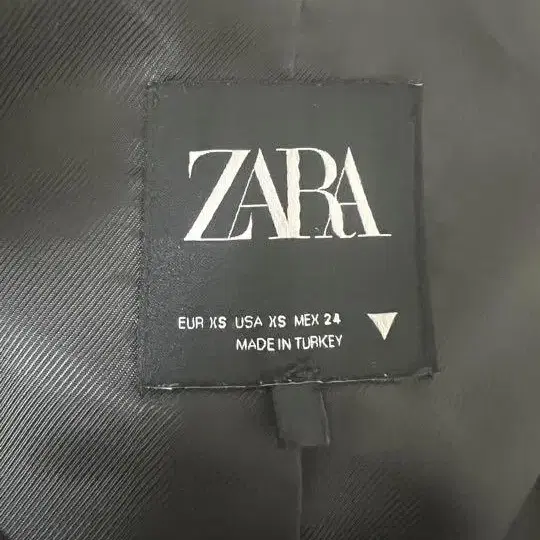 ZARA
EUR XS USA XS MEX 24
MADE IN TURKEY